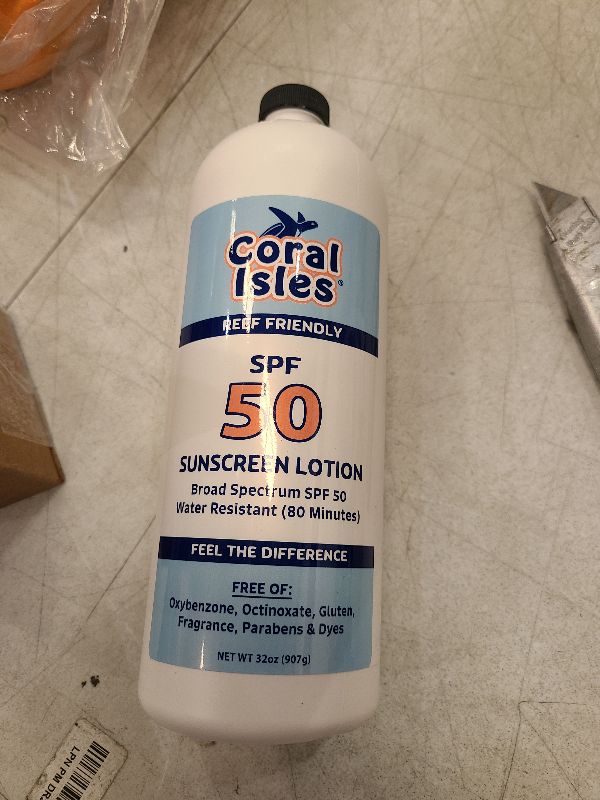 Coral
Isles®
REEF FRIENDLY
SPF
50
SUNSCREEN LOTION
Broad Spectrum SPF 50
Water Resistant (80 Minutes)
FEEL THE DIFFERENCE
FREE OF:
Oxybenzone, Octinoxate, Gluten,
Fragrance, Parabens & Dyes
NET WT 32oz (907g)
LPN PM